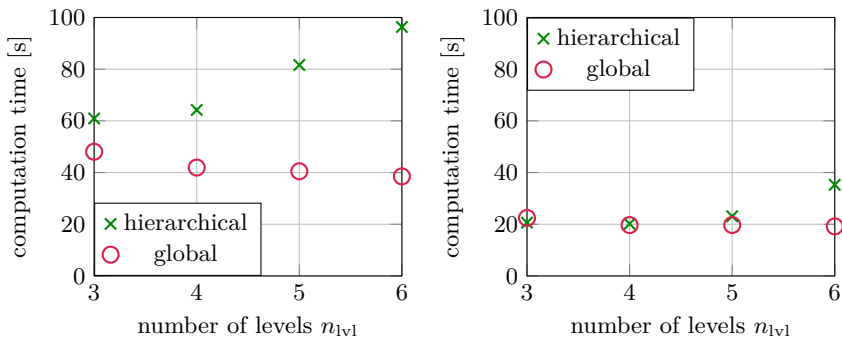 100
80
60
40
20
0
computation time [s]
hierarchical
global
3 4 5 6
number of levels n_lvl
100
80
60
40
20
0
computation time [s]
hierarchical
global
3 4 5 6
number of levels n_lvl